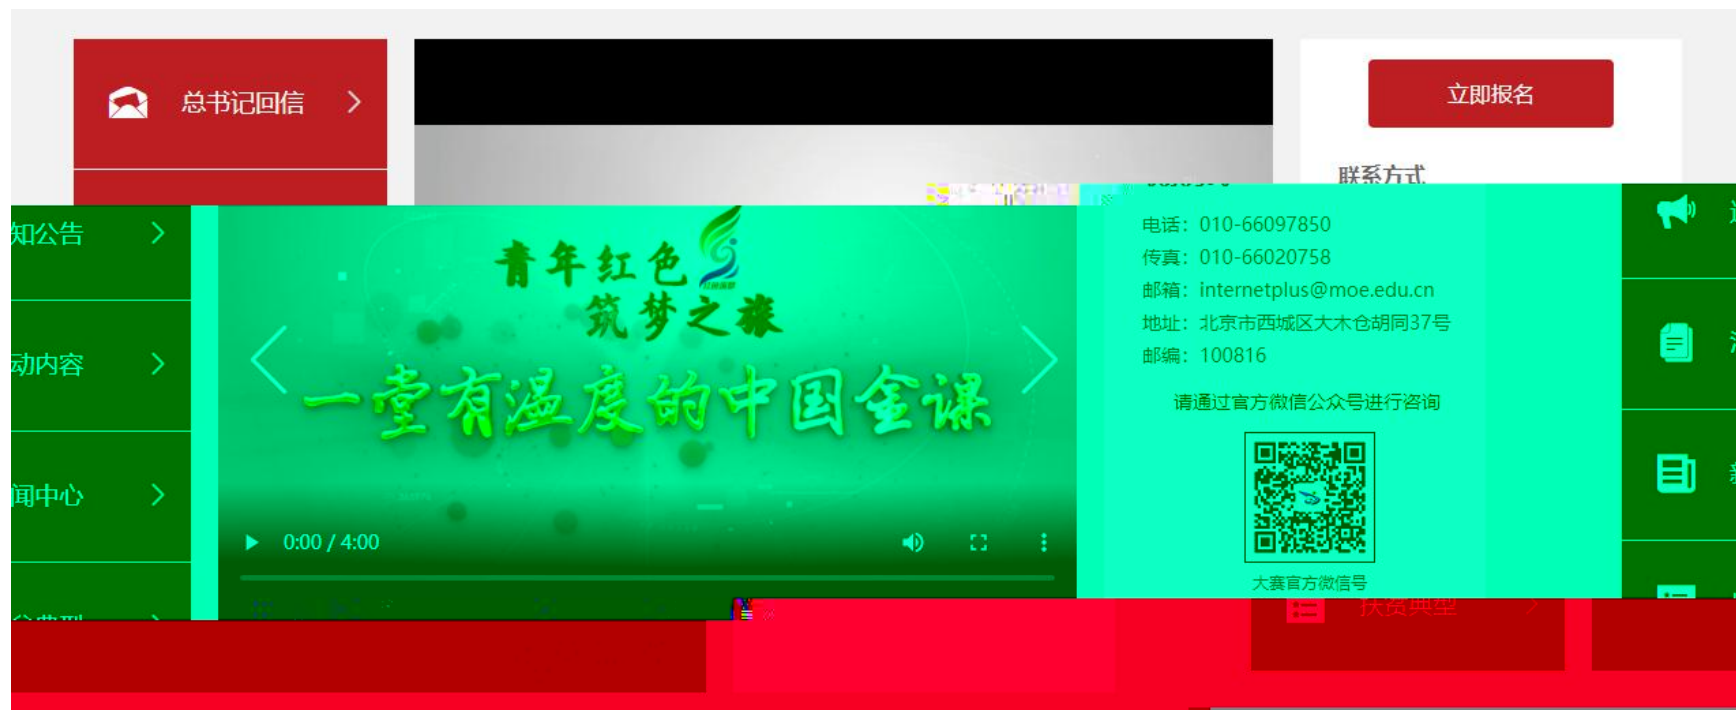 总书记回信
立即报名
联系方式
知公告
动内容
闻中心
青年红色
筑梦之旅
一堂有温度的中国金课
0:00 / 4:00
电话：010-66097850
传真：010-66020758
邮箱：internetplus@moe.edu.cn
地址：北京市西城区大木仓胡同37号
邮编：100816
请通过官方微信公众号进行咨询
大赛官方微信号
扶贫典型